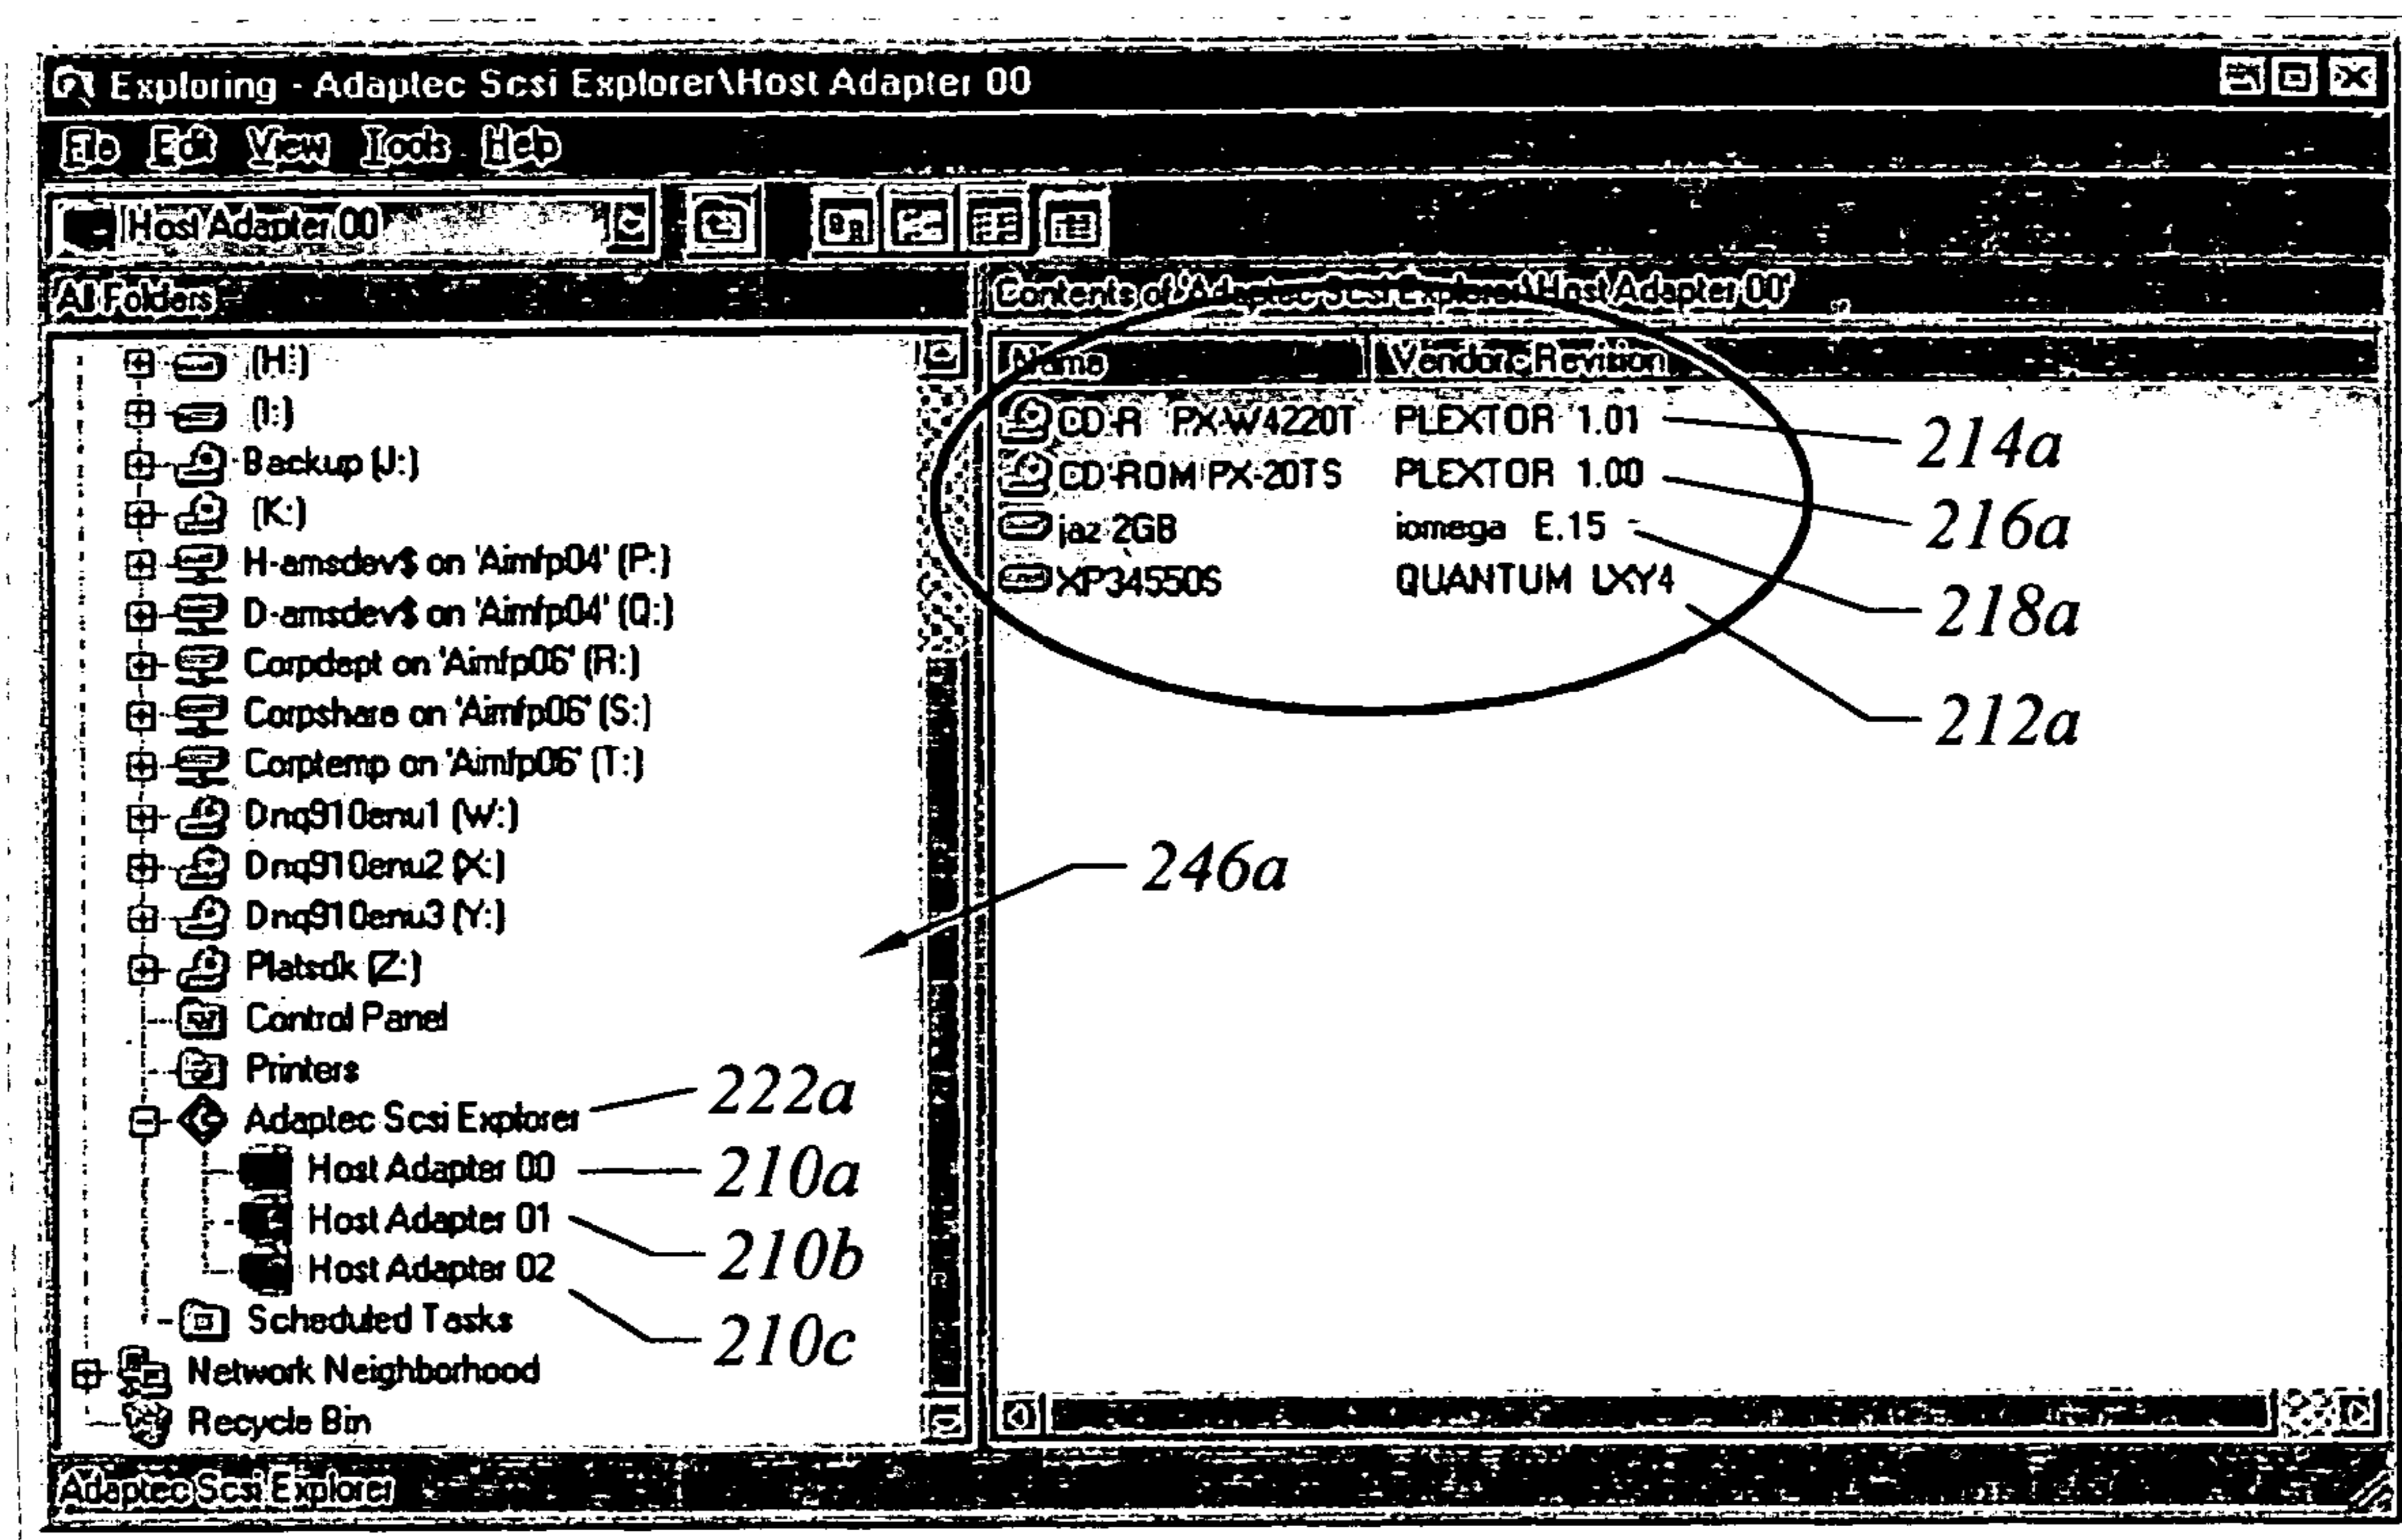 Exploring - Adaptec Scsi Explorer\Host Adapter 00
File Edit View Tools Help
Host Adapter 00
All Folders
Contents of 'Adaptec Scsi Explorer\Host Adapter 00'
Name Vendor - Revision
(H:)
(I:)
Backup (J:)
(K:)
H-amsdev$ on 'Aimfp04' (P:)
D-amsdev$ on 'Aimfp04' (Q:)
Corpdept on 'Aimfp06' (R:)
Corpshare on 'Aimfp06' (S:)
Corptemp on 'Aimfp06' (T:)
Dnq910enu1 (W:)
Dnq910enu2 (X:)
Dnq910enu3 (Y:)
Platsdk (Z:)
Control Panel
Printers
Adaptec Scsi Explorer 222a
Host Adapter 00 210a
Host Adapter 01 210b
Host Adapter 02 210c
Scheduled Tasks
Network Neighborhood
Recycle Bin
CD-R PX-W4220T PLEXTOR 1.01 214a
CD-ROM PX-20TS PLEXTOR 1.00 216a
jaz 2GB iomega E.15 218a
XP34550S QUANTUM LXY4 212a
246a
Adaptec Scsi Explorer